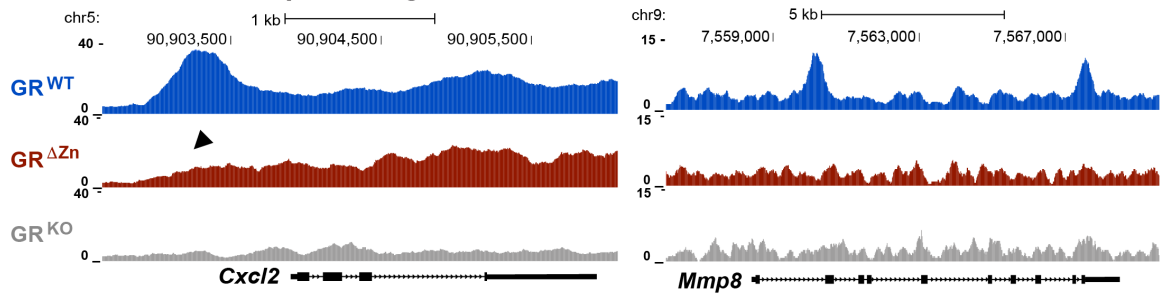 chr5:
1 kb
90,903,500
90,904,500
90,905,500
40 -
GR WT
0 _
40 -
GR ΔZn
0 _
40 -
GR KO
0 _
Cxcl2
chr9:
5 kb
7,559,000
7,563,000
7,567,000
15 -
0 _
15 -
0 _
15 -
0 _
Mmp8